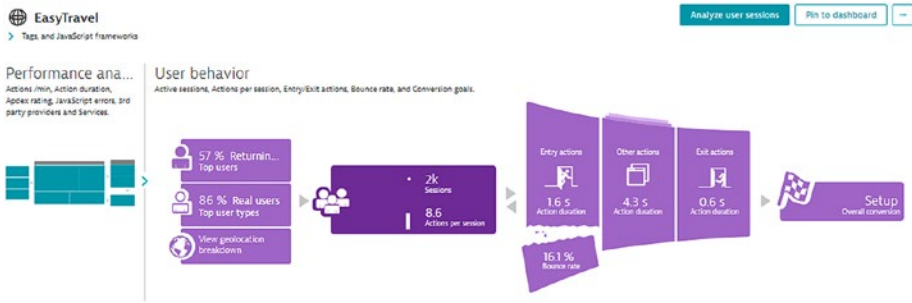 EasyTravel
Tags, and JavaScript frameworks
Analyze user sessions
Pin to dashboard
...
Performance ana...
Actions /min, Action duration,
Apdex rating, JavaScript errors, 3rd
party providers and Services.
User behavior
Active sessions, Actions per session, Entry/Exit actions, Bounce rate, and Conversion goals.
57 % Returnin...
Top users
86 % Real users
Top user types
View geolocation
breakdown
2k
Sessions
8.6
Actions per session
Entry actions
1.6 s
Action duration
16.1 %
Bounce rate
Other actions
4.3 s
Action duration
Exit actions
0.6 s
Action duration
Setup
Overall conversion